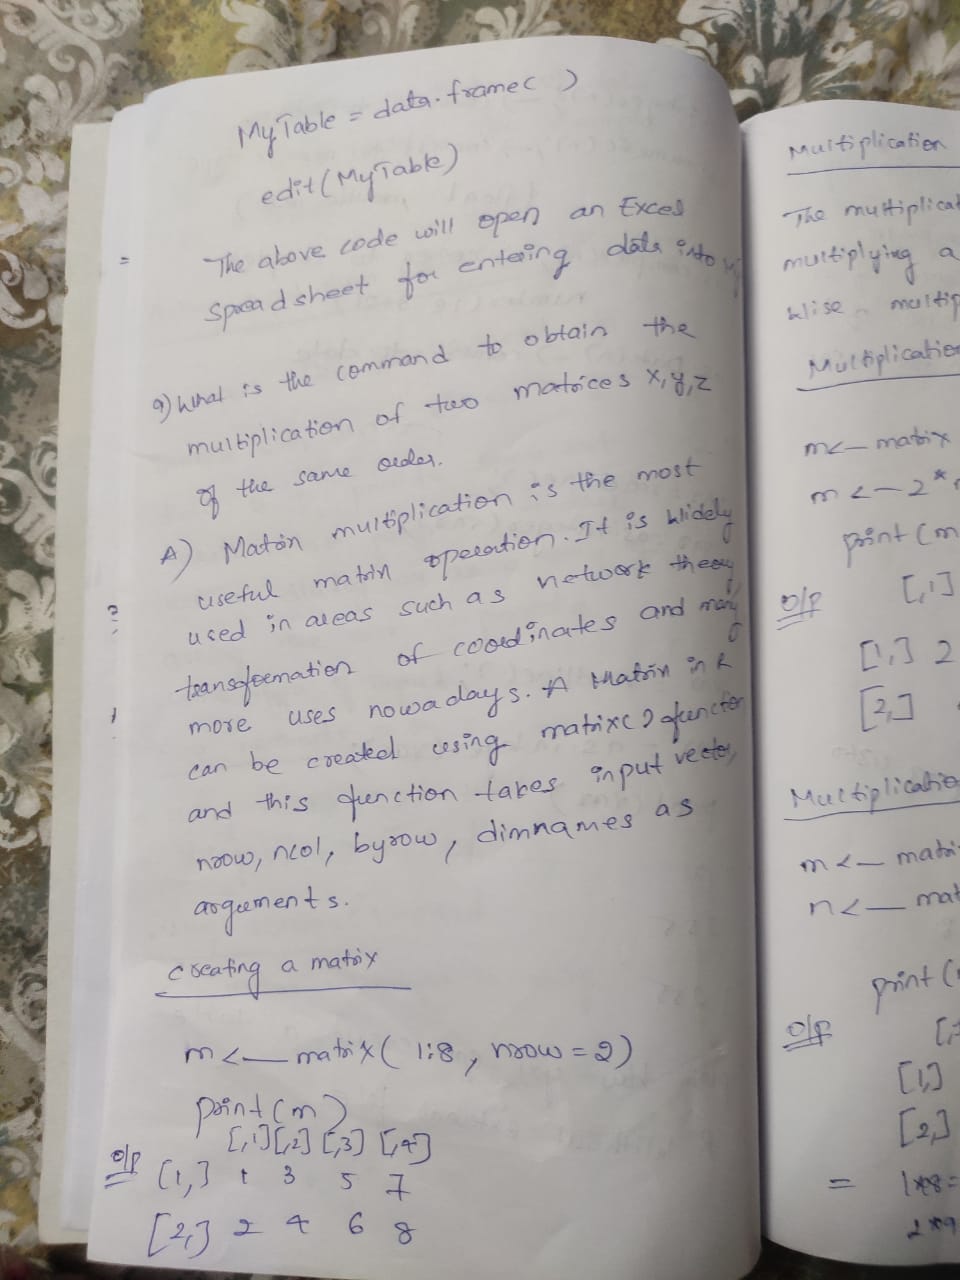 MyTable = data.frame( )
edit(MyTable)
The above code will open an Excel
Spreadsheet for entering data into
9) What is the command to obtain the
multiplication of two matrices x,y,z
of the same order.
A) Matrix multiplication is the most
useful matrix operation. It is widely
used in areas such as network theory,
transformation of coordinates and many
more uses nowadays. A Matrix in R
can be created using matrix( ) function
and this function takes input vector,
nrow, ncol, byrow, dimnames as
arguments.
creating a matrix
m <- matrix( 1:8, nrow = 2)
print(m)
o/p [,1] [,2] [,3] [,4]
[1,] 1 3 5 7
[2,] 2 4 6 8
Multiplication
The multiplicat
multiplying a
wise multip
Multiplication
m <- matrix
m <- 2*
print(m
o/p [,1]
[1,] 2
[2,]
Multiplicatio
m <- matri
n <- mat
print(
o/p [,
[1,]
[2,]
= 1*8=
2*9